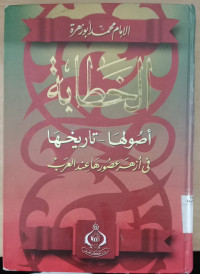 الإمام محمد أبو زهرة
الخطابة
أصولها - تاريخها
في أزهر عصورها عند العرب